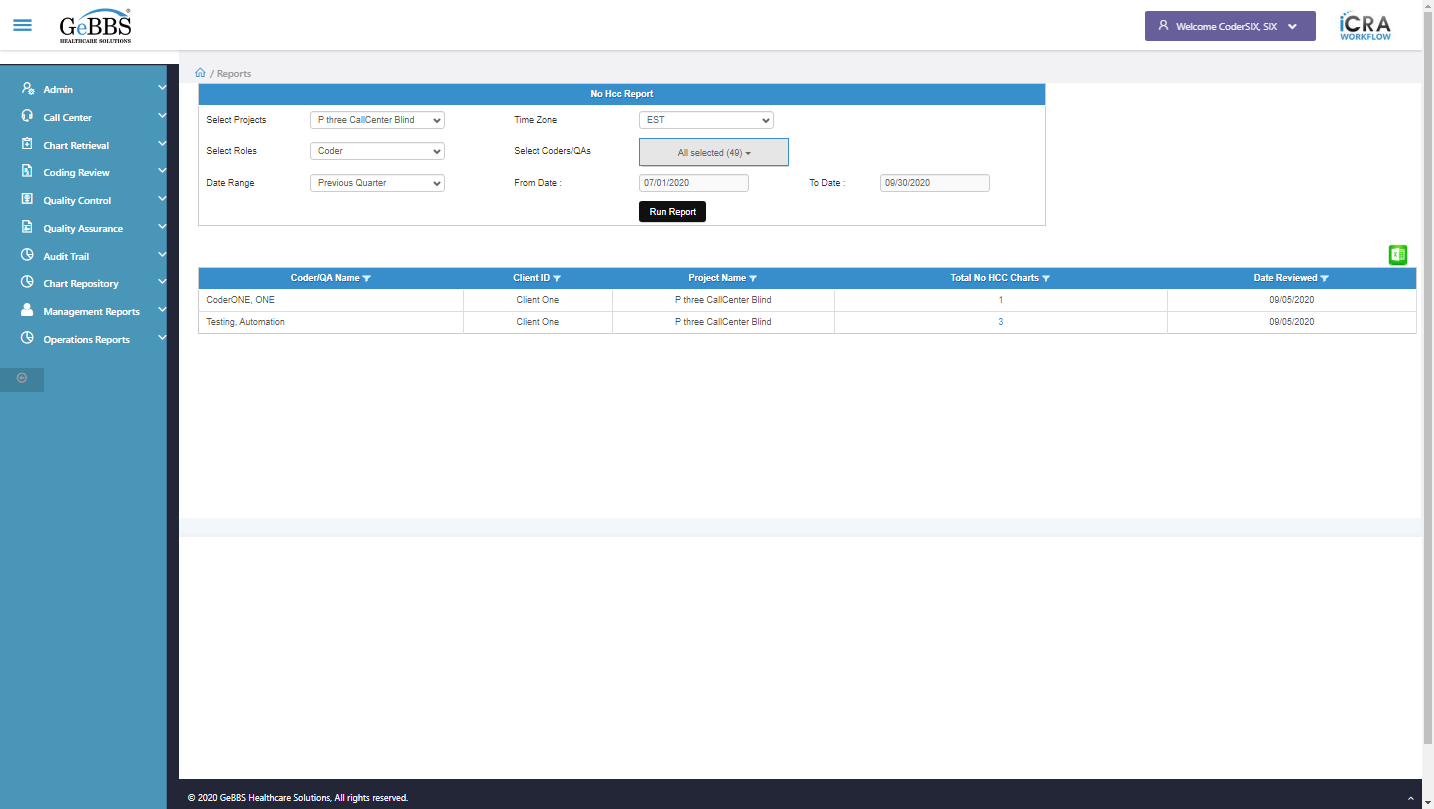 GeBBS
HEALTHCARE SOLUTIONS
Welcome CoderSIX, SIX
iCRA
WORKFLOW
/ Reports
Admin
Call Center
Chart Retrieval
Coding Review
Quality Control
Quality Assurance
Audit Trail
Chart Repository
Management Reports
Operations Reports
No Hcc Report
Select Projects P three CallCenter Blind Time Zone EST
Select Roles Coder Select Coders/QAs All selected (49)
Date Range Previous Quarter From Date : 07/01/2020 To Date : 09/30/2020
Run Report
Coder/QA Name Client ID Project Name Total No HCC Charts Date Reviewed
CoderONE, ONE Client One P three CallCenter Blind 1 09/05/2020
Testing, Automation Client One P three CallCenter Blind 3 09/05/2020
© 2020 GeBBS Healthcare Solutions, All rights reserved.